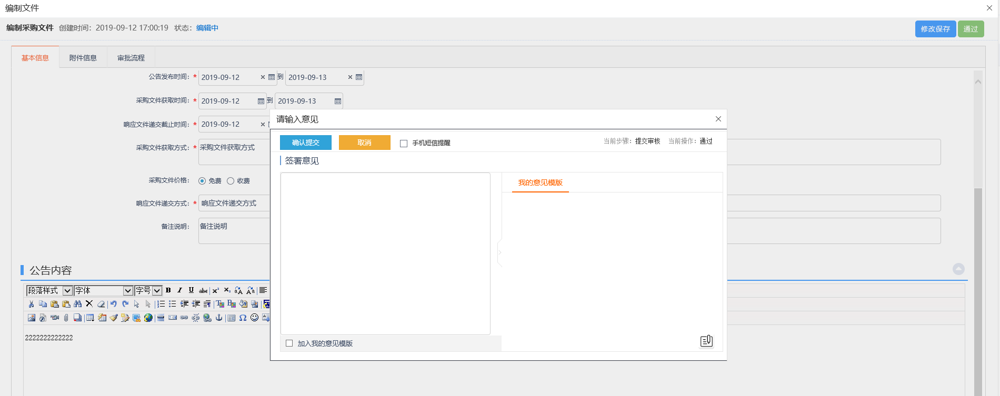 编制文件
编制采购文件 创建时间：2019-09-12 17:00:19 状态：编辑中 修改保存 通过
基本信息 附件信息 审批流程
公告发布时间：* 2019-09-12 到 2019-09-13
采购文件获取时间：* 2019-09-12 到 2019-09-13
响应文件递交截止时间：* 2019-09-12
采购文件获取方式：* 采购文件获取方式
采购文件价格： 免费 收费
响应文件递交方式：* 响应文件递交方式
备注说明： 备注说明
公告内容
段落样式 字体 字号 B I U abc
2222222222222
请输入意见
确认提交 取消 手机短信提醒 当前步骤：提交审核 当前操作：通过
签署意见
我的意见模版
加入我的意见模版